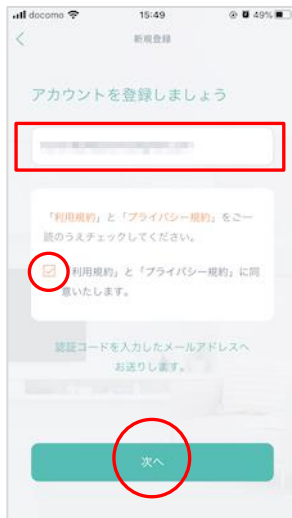 docomo 15:49 49%
新規登録
アカウントを登録しましょう
「利用規約」と「プライバシー規約」をご一
読のうえチェックしてください。
「利用規約」と「プライバシー規約」に同
意いたします。
認証コードを入力したメールアドレスへ
お送りします。
次へ